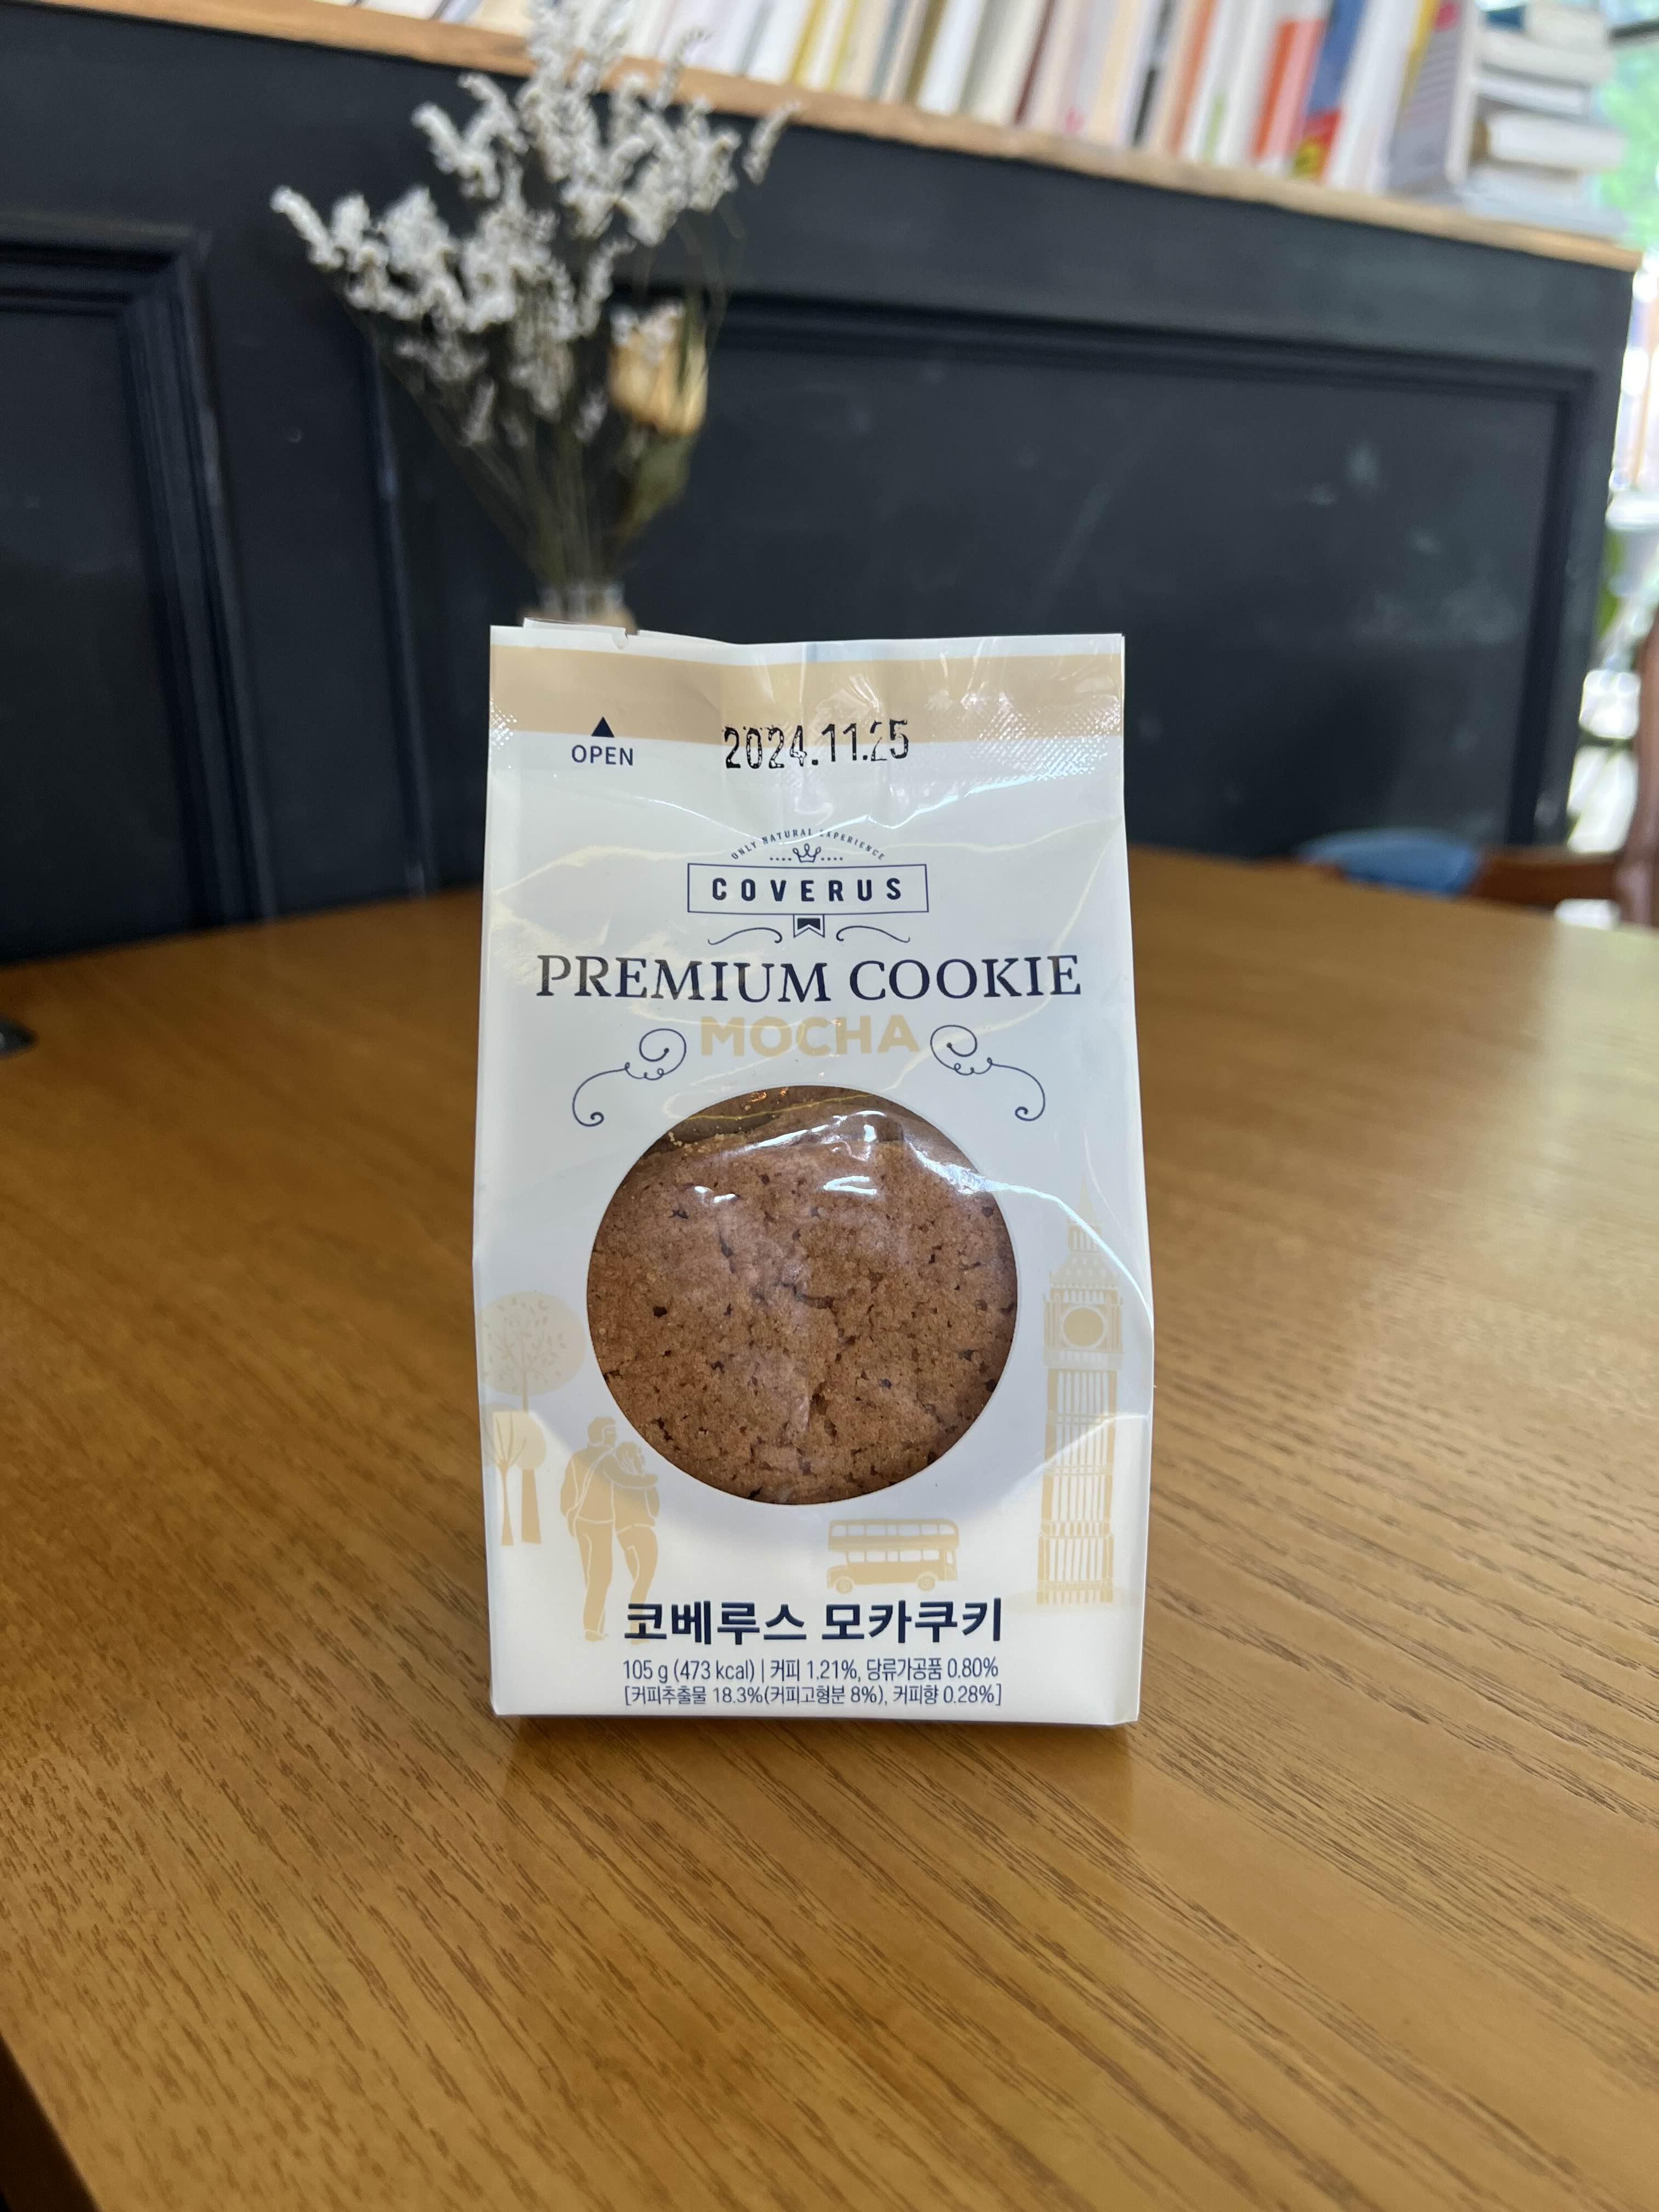 OPEN
2024.11.25
ONLY NATURAL EXPERIENCE
COVERUS
PREMIUM COOKIE
MOCHA
코베루스 모카쿠키
105 g (473 kcal) | 커피 1.21%, 당류가공품 0.80%
[커피추출물 18.3%(커피고형분 8%), 커피향 0.28%]